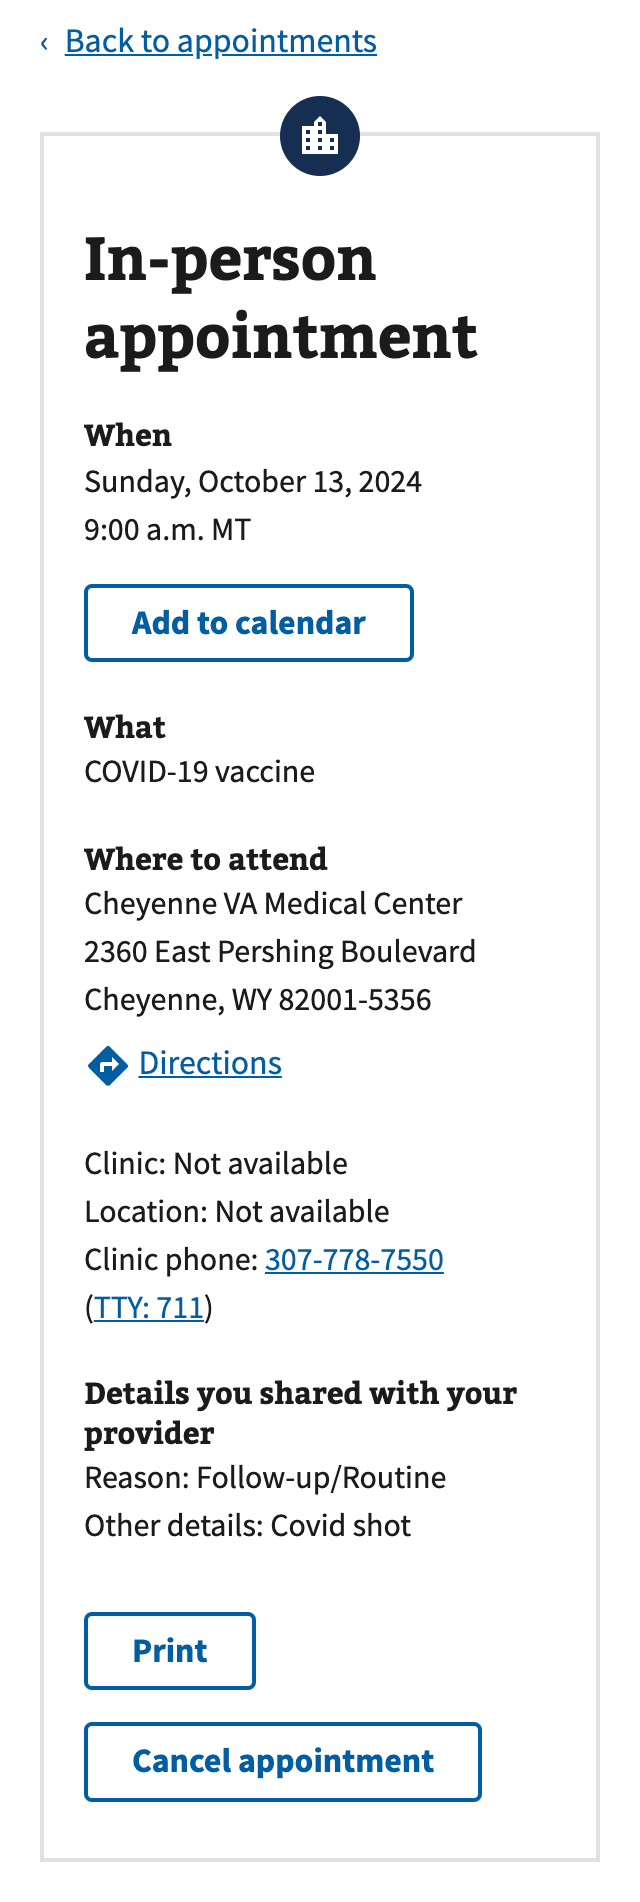 ‹ Back to appointments
In-person
appointment
When
Sunday, October 13, 2024
9:00 a.m. MT
Add to calendar
What
COVID-19 vaccine
Where to attend
Cheyenne VA Medical Center
2360 East Pershing Boulevard
Cheyenne, WY 82001-5356
Directions
Clinic: Not available
Location: Not available
Clinic phone: 307-778-7550
(TTY: 711)
Details you shared with your
provider
Reason: Follow-up/Routine
Other details: Covid shot
Print
Cancel appointment